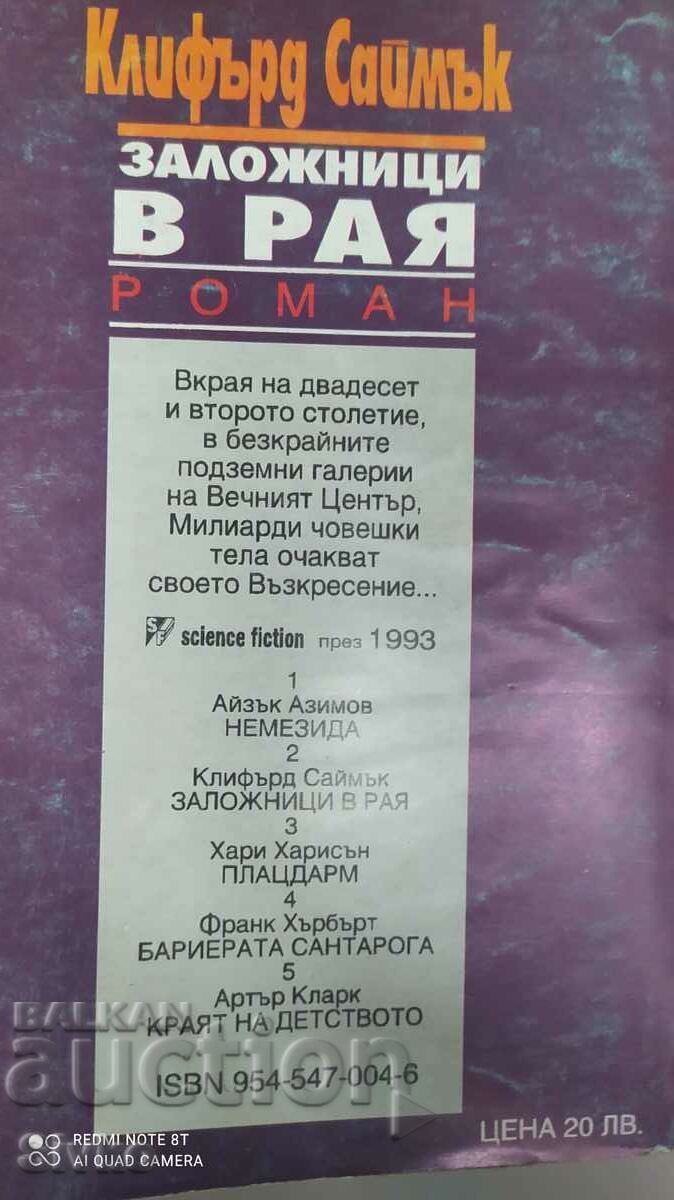 Клифърд Саймък
ЗАЛОЖНИЦИ
В РАЯ
РОМАН
Вкрая на двадесет
и второто столетие,
в безкрайните
подземни галерии
на Вечният Център,
Милиарди човешки
тела очакват
своето Възкресение...
SF science fiction през 1993
1
Айзък Азимов
НЕМЕЗИДА
2
Клифърд Саймък
ЗАЛОЖНИЦИ В РАЯ
3
Хари Харисън
ПЛАЦДАРМ
4
Франк Хърбърт
БАРИЕРАТА САНТАРОГА
5
Артър Кларк
КРАЯТ НА ДЕТСТВОТО
ISBN 954-547-004-6
ЦЕНА 20 ЛВ.
BALKAN
auction
REDMI NOTE 8T
AI QUAD CAMERA